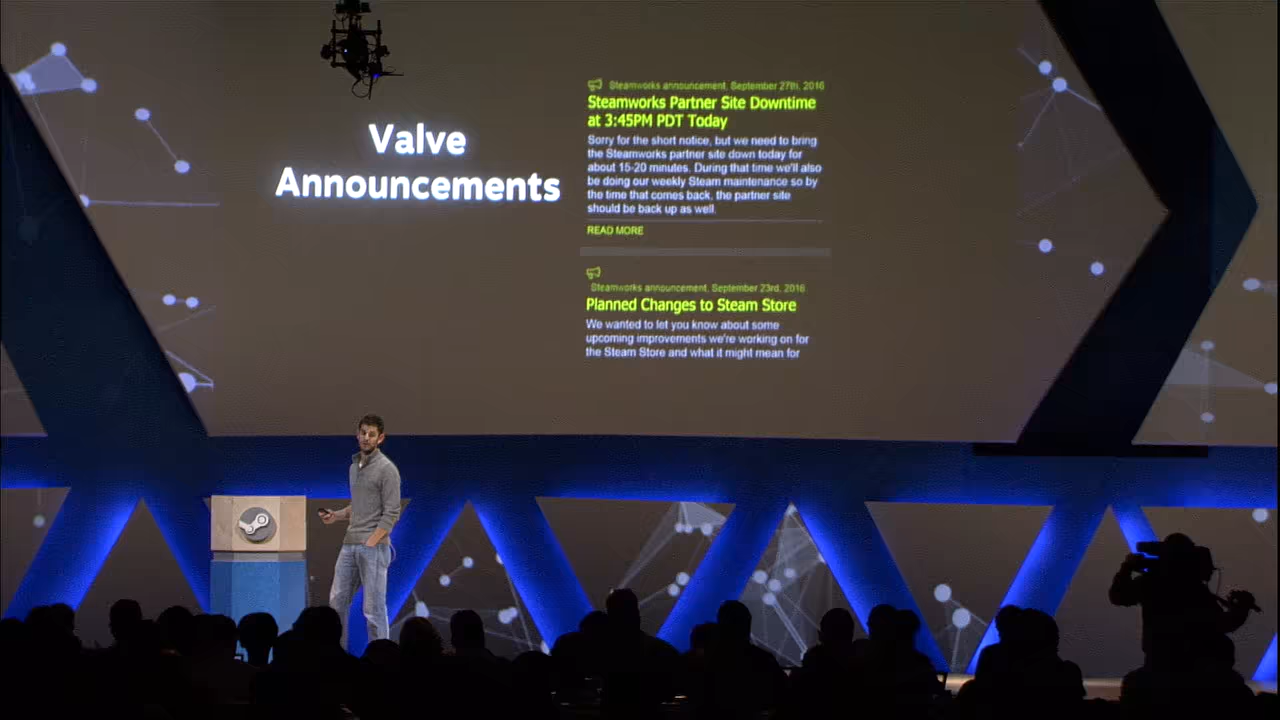 Valve
Announcements
Steamworks announcement, September 27th, 2016
Steamworks Partner Site Downtime
at 3:45PM PDT Today
Sorry for the short notice, but we need to bring
the Steamworks partner site down today for
about 15-20 minutes. During that time we'll also
be doing our weekly Steam maintenance so by
the time that comes back, the partner site
should be back up as well.
READ MORE
Steamworks announcement, September 23rd, 2016
Planned Changes to Steam Store
We wanted to let you know about some
upcoming improvements we're working on for
the Steam Store and what it might mean for